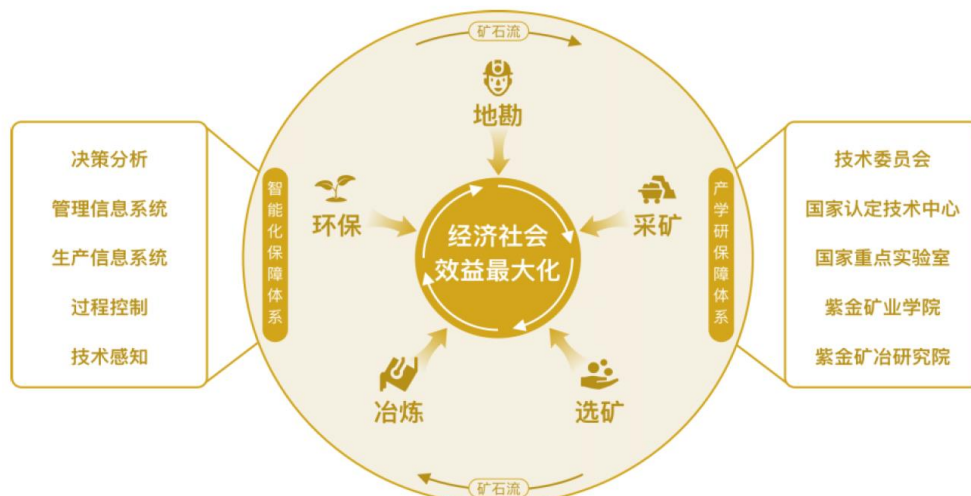 矿石流
地勘
决策分析
管理信息系统
生产信息系统
过程控制
技术感知
智能化保障体系
环保
经济社会
效益最大化
采矿
产学研保障体系
技术委员会
国家认定技术中心
国家重点实验室
紫金矿业学院
紫金矿冶研究院
冶炼
选矿
矿石流